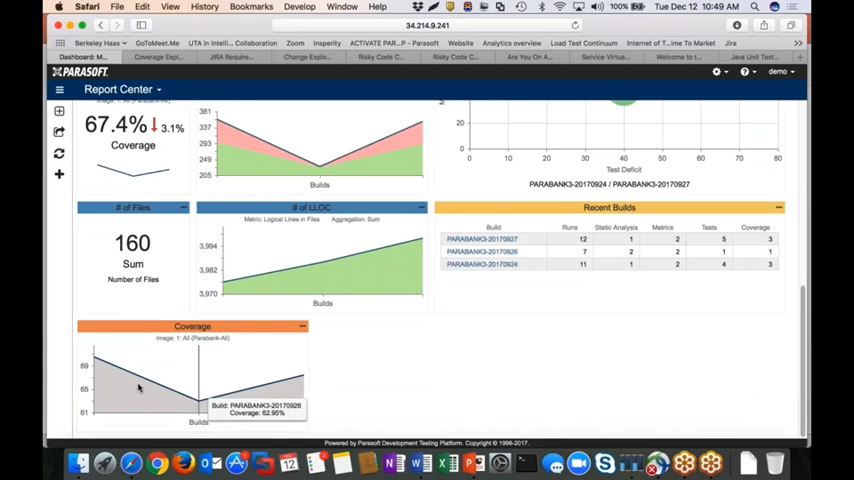 Safari File Edit View History Bookmarks Develop Window Help 100% Tue Dec 12 10:49 AM
34.214.9.241
Berkeley Haas GoToMeet.Me UTA in Intelligence Collaboration Zoom Insperity ACTIVATE PAR...P - Parasoft Website Analytics overview Load Test Continuum Internet of T...ime To Market Jira
Dashboard: M... Coverage Expl... JIRA Require... Change Explo... Risky Code C... Risky Code C... Are You On A... Service Virtua... Welcome to t... Java Unit Test...
PARASOFT demo
Report Center
67.4% 3.1%
Coverage
381
337
293
249
205
Builds
20
0
0 10 20 30 40 50 60 70 80
Test Deficit
PARABANK3-20170924 / PARABANK3-20170927
# of Files
160
Sum
Number of Files
# of LLOC
Metric: Logical Lines in Files Aggregation: Sum
3,994
3,982
3,970
Builds
Recent Builds
Build Runs Static Analysis Metrics Tests Coverage
PARABANK3-20170927 12 1 2 5 3
PARABANK3-20170926 7 2 2 1 1
PARABANK3-20170924 11 1 2 4 3
Coverage
Image: 1: All (Parabank-All)
69
65
61
Builds
Build: PARABANK3-20170926
Coverage: 62.95%
Powered by Parasoft Development Testing Platform. Copyright © 1996-2017.